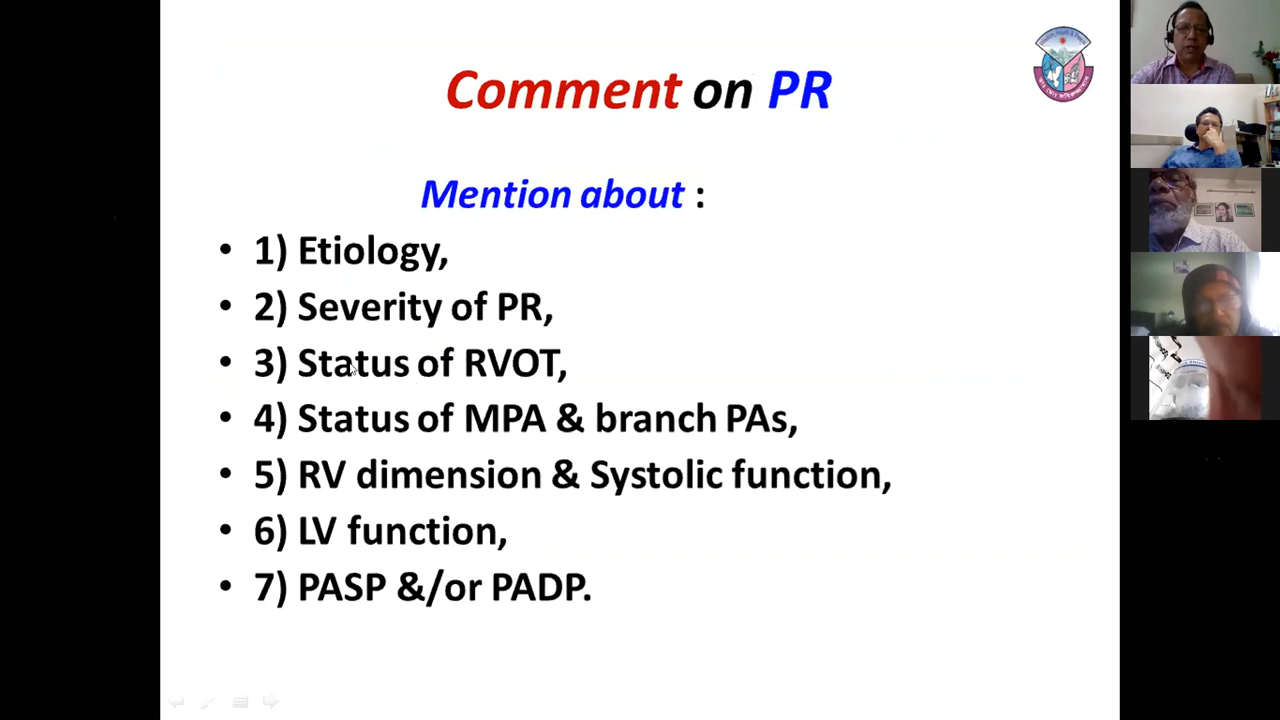 Comment on PR
Mention about :
• 1) Etiology,
• 2) Severity of PR,
• 3) Status of RVOT,
• 4) Status of MPA & branch PAs,
• 5) RV dimension & Systolic function,
• 6) LV function,
• 7) PASP &/or PADP.